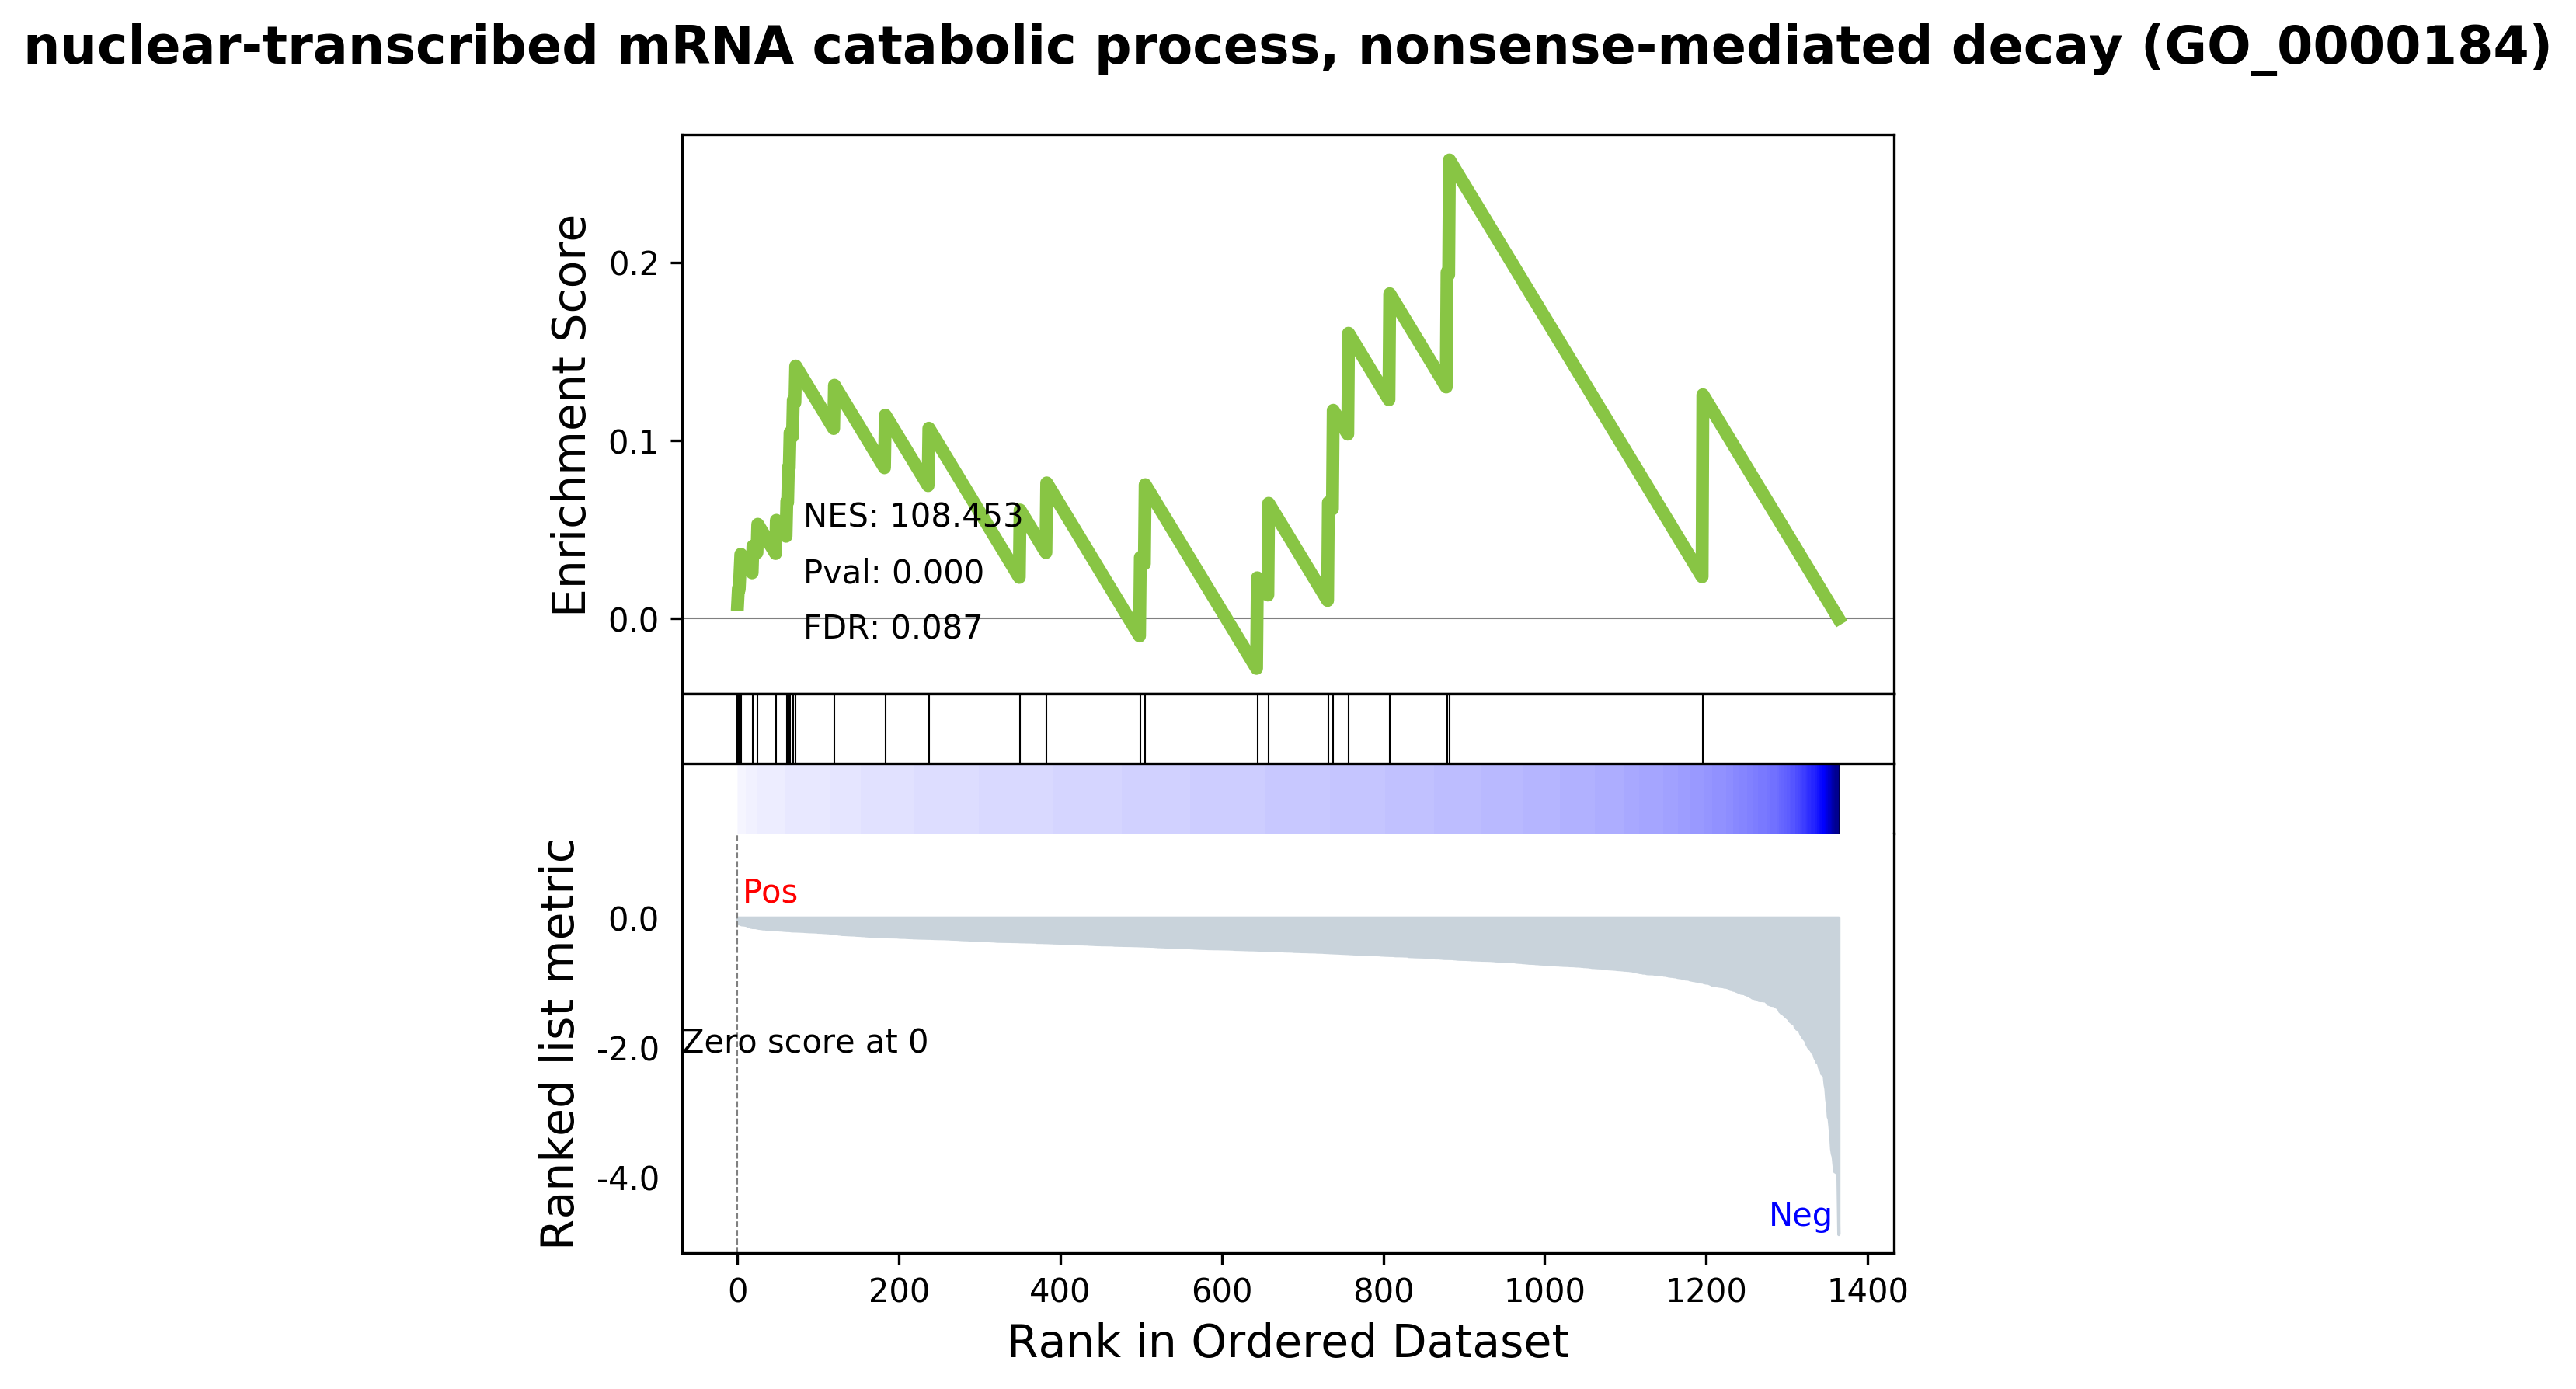 nuclear-transcribed mRNA catabolic process, nonsense-mediated decay (GO_0000184)
Enrichment Score
0.2
0.1
0.0
NES: 108.453
Pval: 0.000
FDR: 0.087
Ranked list metric
Pos
0.0
Zero score at 0
-2.0
-4.0
Neg
0 200 400 600 800 1000 1200 1400
Rank in Ordered Dataset